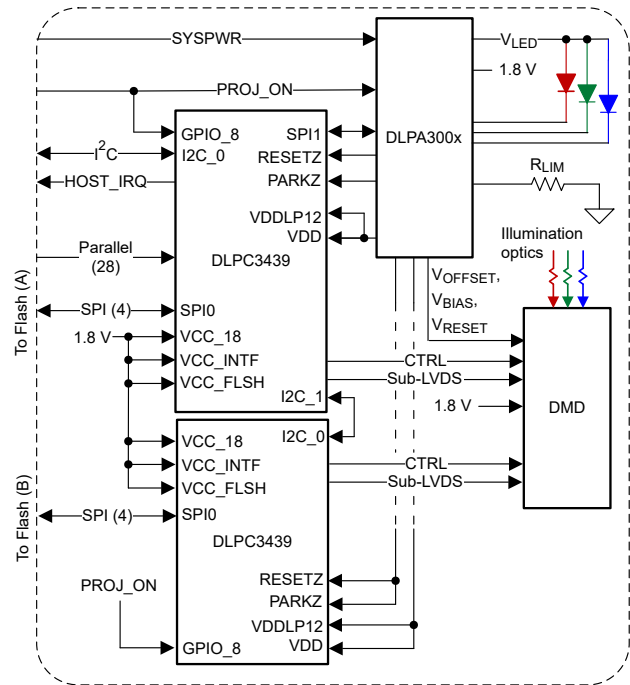 SYSPWR
V_LED
1.8 V
PROJ_ON
DLPA300x
GPIO_8
SPI1
I²C
I2C_0
RESETZ
HOST_IRQ
PARKZ
R_LIM
VDDLP12
VDD
Parallel
(28)
DLPC3439
Illumination
optics
V_OFFSET,
V_BIAS,
V_RESET
To Flash (A)
SPI (4)
SPI0
1.8 V
VCC_18
VCC_INTF
VCC_FLSH
CTRL
Sub-LVDS
I2C_1
1.8 V
DMD
I2C_0
VCC_18
VCC_INTF
VCC_FLSH
CTRL
Sub-LVDS
To Flash (B)
SPI (4)
SPI0
DLPC3439
RESETZ
PARKZ
VDDLP12
VDD
PROJ_ON
GPIO_8